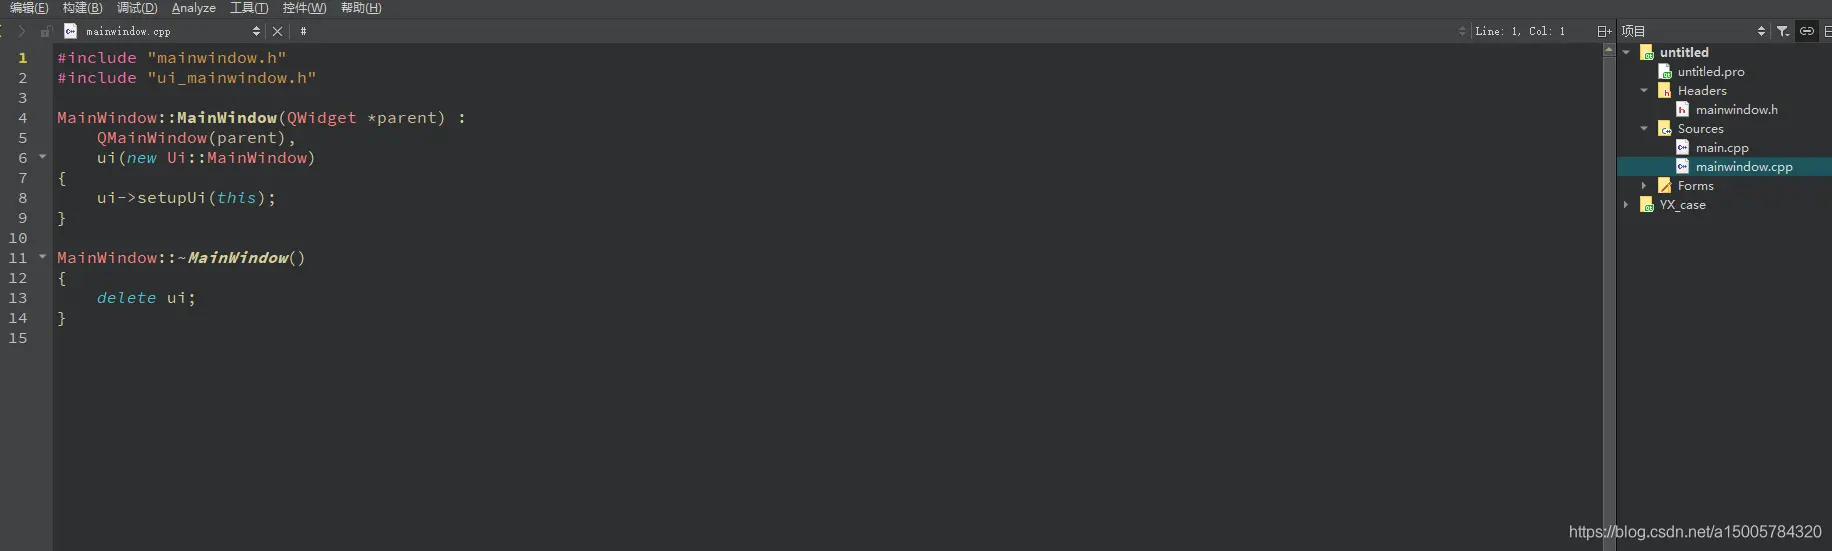 编辑(E) 构建(B) 调试(D) Analyze 工具(T) 控件(W) 帮助(H)
mainwindow.cpp # Line: 1, Col: 1 项目
1 #include "mainwindow.h"
2 #include "ui_mainwindow.h"
3
4 MainWindow::MainWindow(QWidget *parent) :
5 QMainWindow(parent),
6 ui(new Ui::MainWindow)
7 {
8 ui->setupUi(this);
9 }
10
11 MainWindow::~MainWindow()
12 {
13 delete ui;
14 }
15
untitled
untitled.pro
Headers
mainwindow.h
Sources
main.cpp
mainwindow.cpp
Forms
YX_case
https://blog.csdn.net/a15005784320